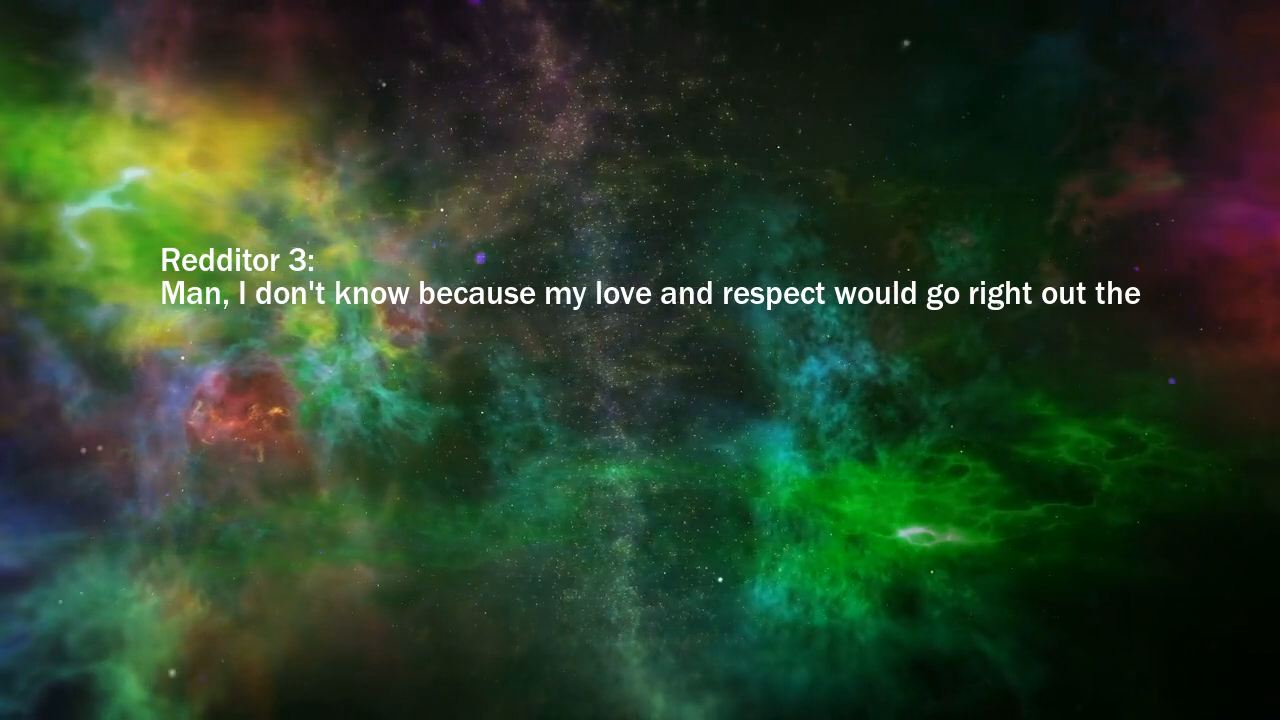 Redditor 3:
Man, I don't know because my love and respect would go right out the